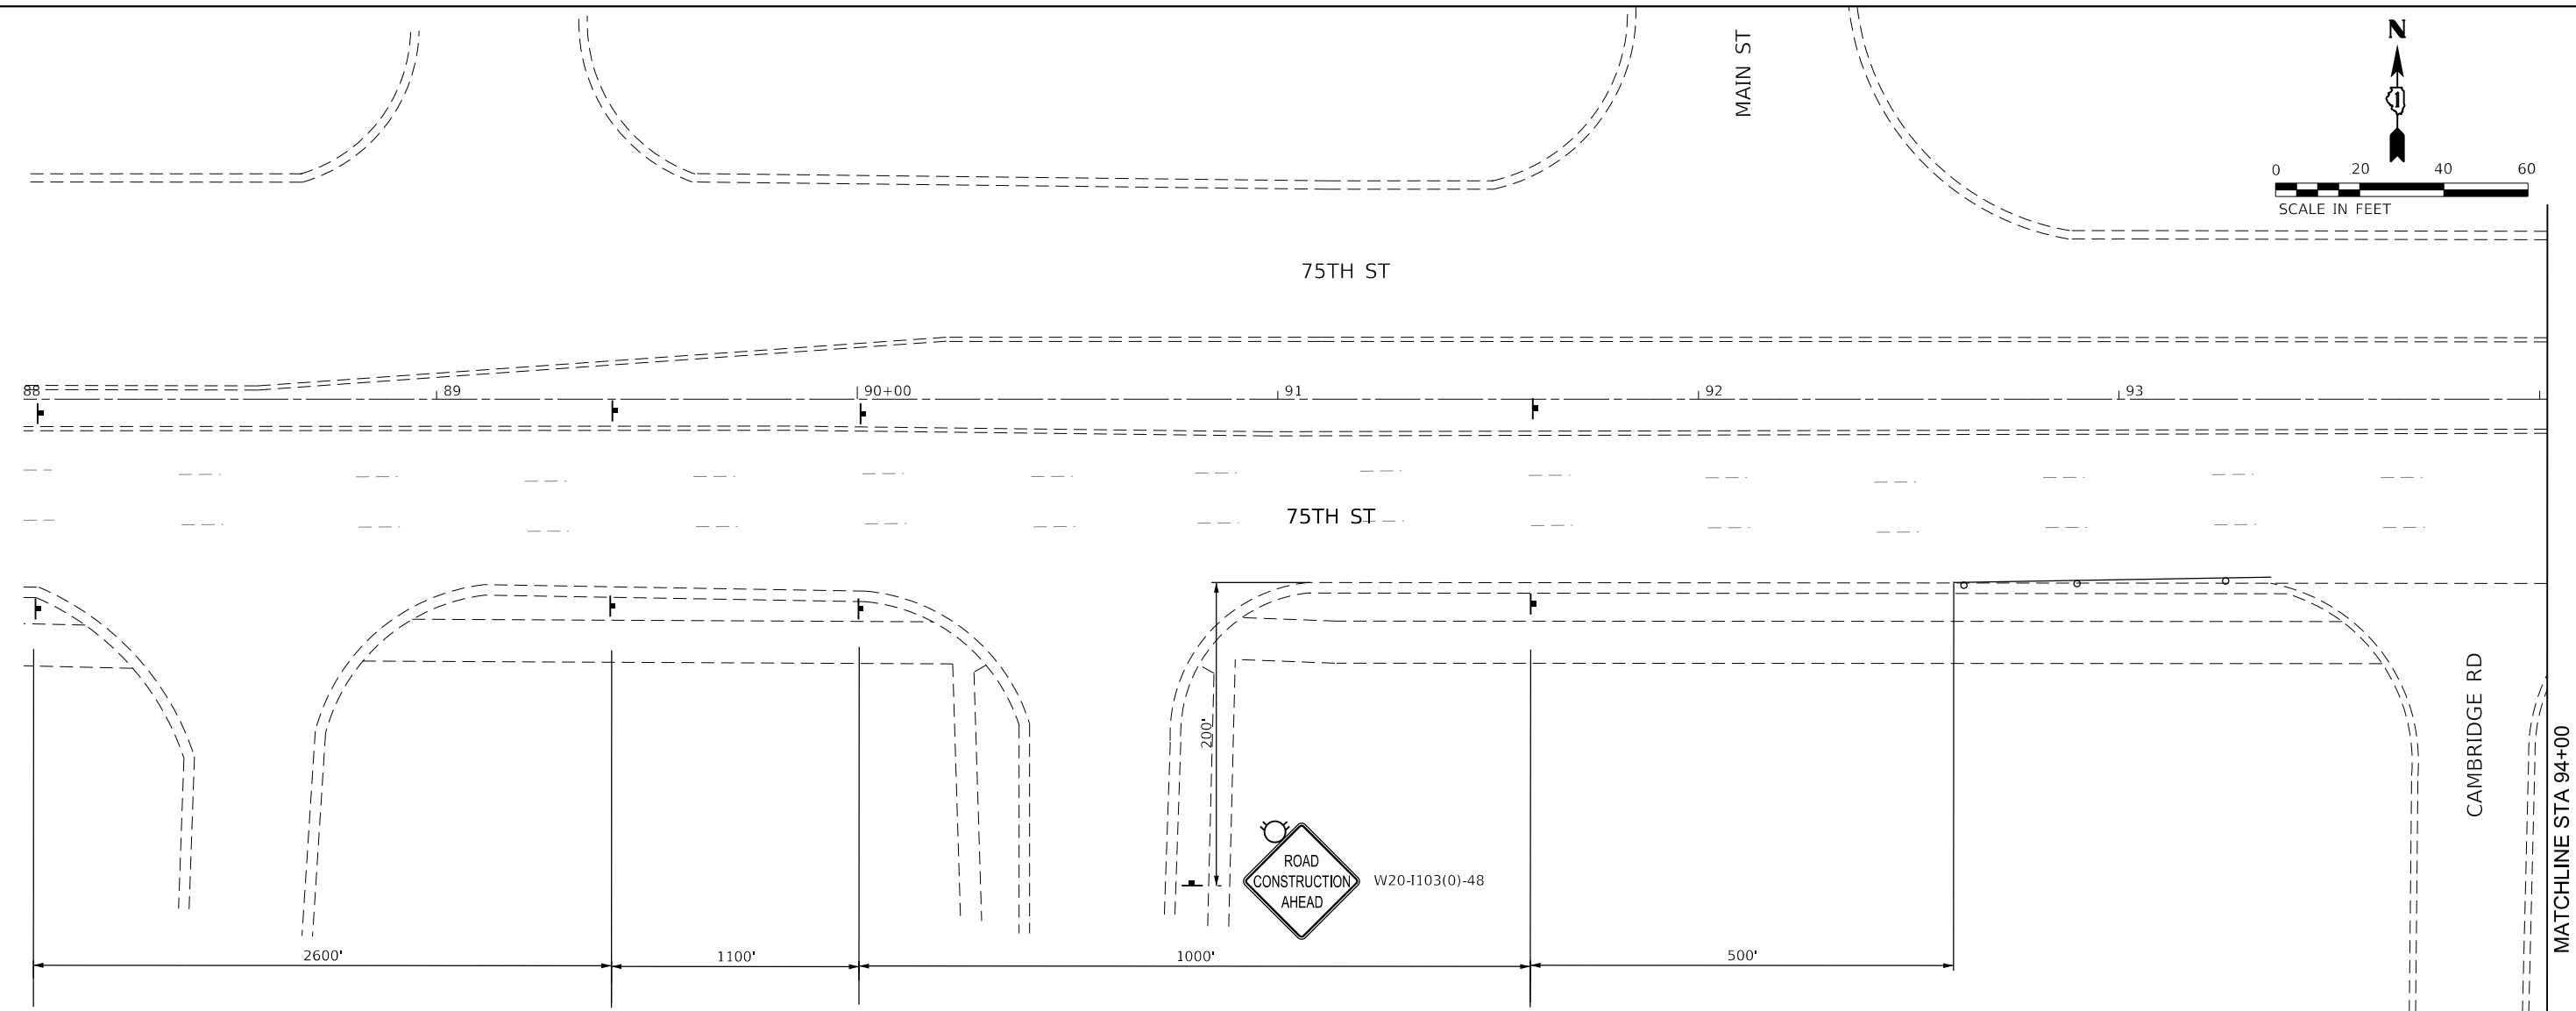 MAIN ST
N
0 20 40 60
SCALE IN FEET
75TH ST
88 89 90+00 91 92 93
75TH ST
200'
CAMBRIDGE RD
MATCHLINE STA 94+00
ROAD
CONSTRUCTION
AHEAD
W20-I103(0)-48
2600' 1100' 1000' 500'